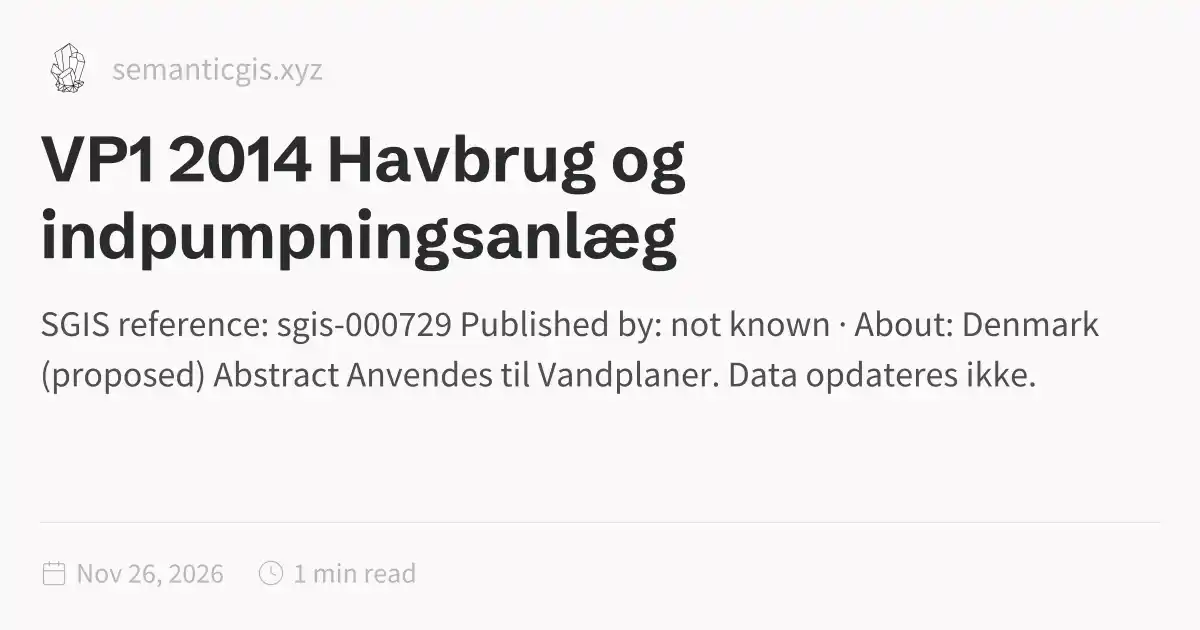 semanticgis.xyz
VP1 2014 Havbrug og
indpumpningsanlæg
SGIS reference: sgis-000729 Published by: not known · About: Denmark
(proposed) Abstract Anvendes til Vandplaner. Data opdateres ikke.
Nov 26, 2026 1 min read